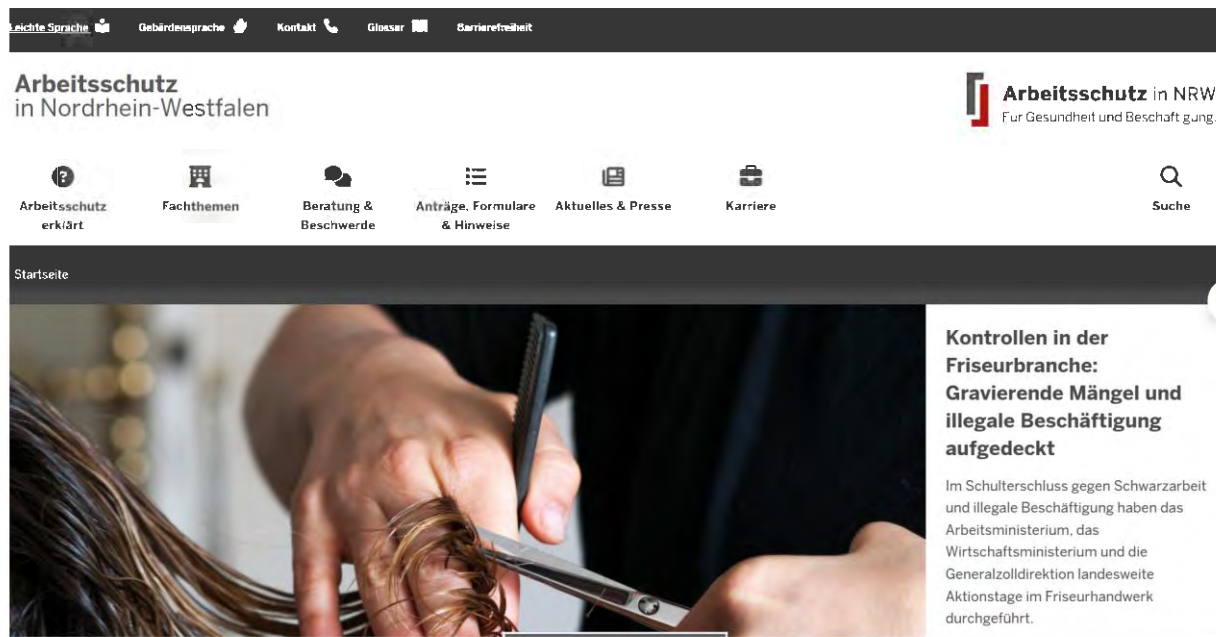 Leichte Sprache Gebärdensprache Kontakt Glossar Barrierefreiheit
Arbeitsschutz
in Nordrhein-Westfalen
Arbeitsschutz in NRW
Für Gesundheit und Beschäftigung.
Arbeitsschutz
erklärt
Fachthemen
Beratung &
Beschwerde
Anträge, Formulare
& Hinweise
Aktuelles & Presse
Karriere
Suche
Startseite
Kontrollen in der
Friseurbranche:
Gravierende Mängel und
illegale Beschäftigung
aufgedeckt
Im Schulterschluss gegen Schwarzarbeit
und illegale Beschäftigung haben das
Arbeitsministerium, das
Wirtschaftsministerium und die
Generalzolldirektion landesweite
Aktionstage im Friseurhandwerk
durchgeführt.